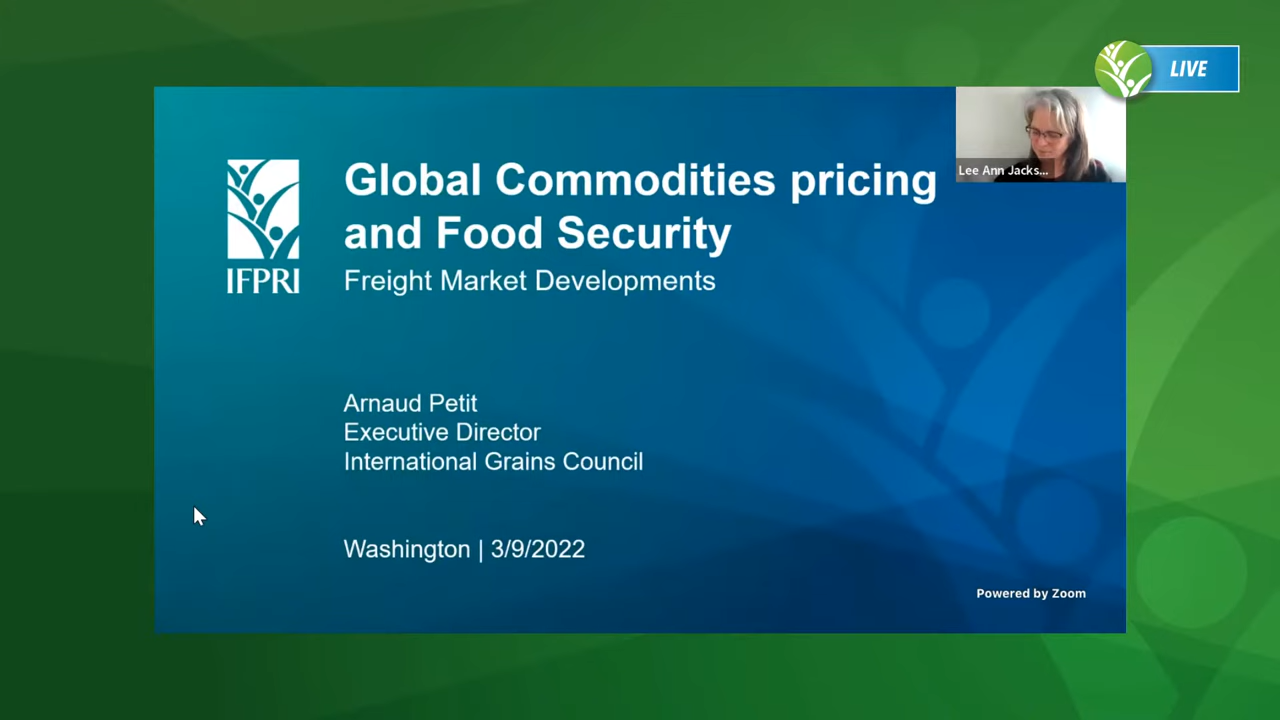 LIVE
Lee Ann Jacks...
IFPRI
Global Commodities pricing
and Food Security
Freight Market Developments
Arnaud Petit
Executive Director
International Grains Council
Washington | 3/9/2022
Powered by Zoom